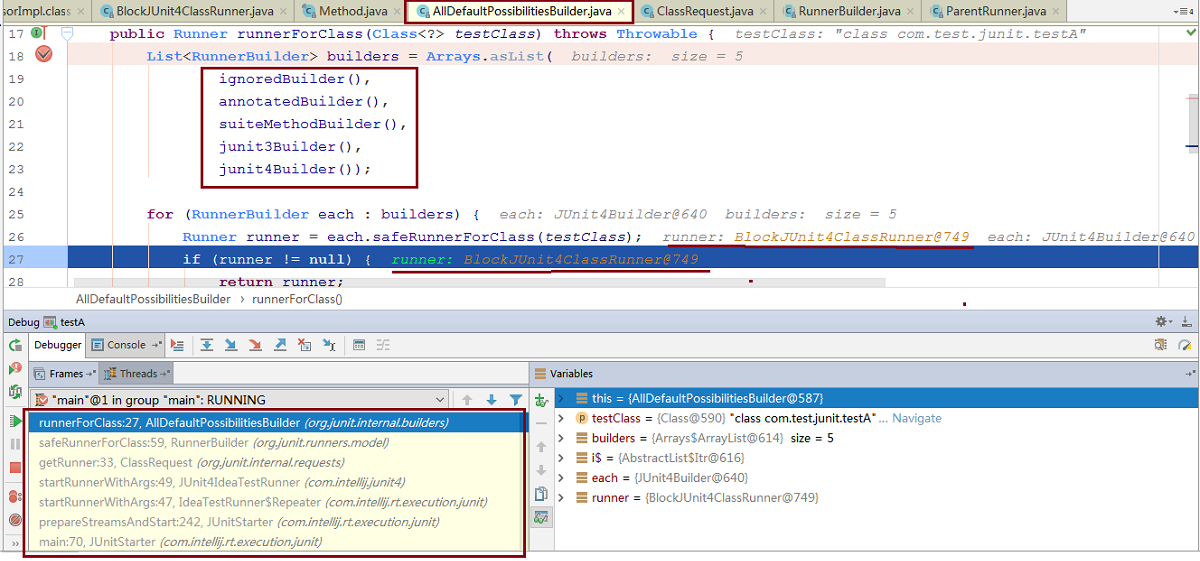 sorImpl.class BlockJUnit4ClassRunner.java Method.java AllDefaultPossibilitiesBuilder.java ClassRequest.java RunnerBuilder.java ParentRunner.java
17 public Runner runnerForClass(Class<?> testClass) throws Throwable { testClass: "class com.test.junit.testA"
18 List<RunnerBuilder> builders = Arrays.asList( builders: size = 5
19 ignoredBuilder(),
20 annotatedBuilder(),
21 suiteMethodBuilder(),
22 junit3Builder(),
23 junit4Builder());
24
25 for (RunnerBuilder each : builders) { each: JUnit4Builder@640 builders: size = 5
26 Runner runner = each.safeRunnerForClass(testClass); runner: BlockJUnit4ClassRunner@749 each: JUnit4Builder@640
27 if (runner != null) { runner: BlockJUnit4ClassRunner@749
28 return runner;
AllDefaultPossibilitiesBuilder › runnerForClass()
Debug testA
Debugger Console
Frames Threads Variables
"main"@1 in group "main": RUNNING
runnerForClass:27, AllDefaultPossibilitiesBuilder (org.junit.internal.builders)
safeRunnerForClass:59, RunnerBuilder (org.junit.runners.model)
getRunner:33, ClassRequest (org.junit.internal.requests)
startRunnerWithArgs:49, JUnit4IdeaTestRunner (com.intellij.junit4)
startRunnerWithArgs:47, IdeaTestRunner$Repeater (com.intellij.rt.execution.junit)
prepareStreamsAndStart:242, JUnitStarter (com.intellij.rt.execution.junit)
main:70, JUnitStarter (com.intellij.rt.execution.junit)
this = {AllDefaultPossibilitiesBuilder@587}
testClass = {Class@590} "class com.test.junit.testA"... Navigate
builders = {Arrays$ArrayList@614} size = 5
i$ = {AbstractList$Itr@616}
each = {JUnit4Builder@640}
runner = {BlockJUnit4ClassRunner@749}